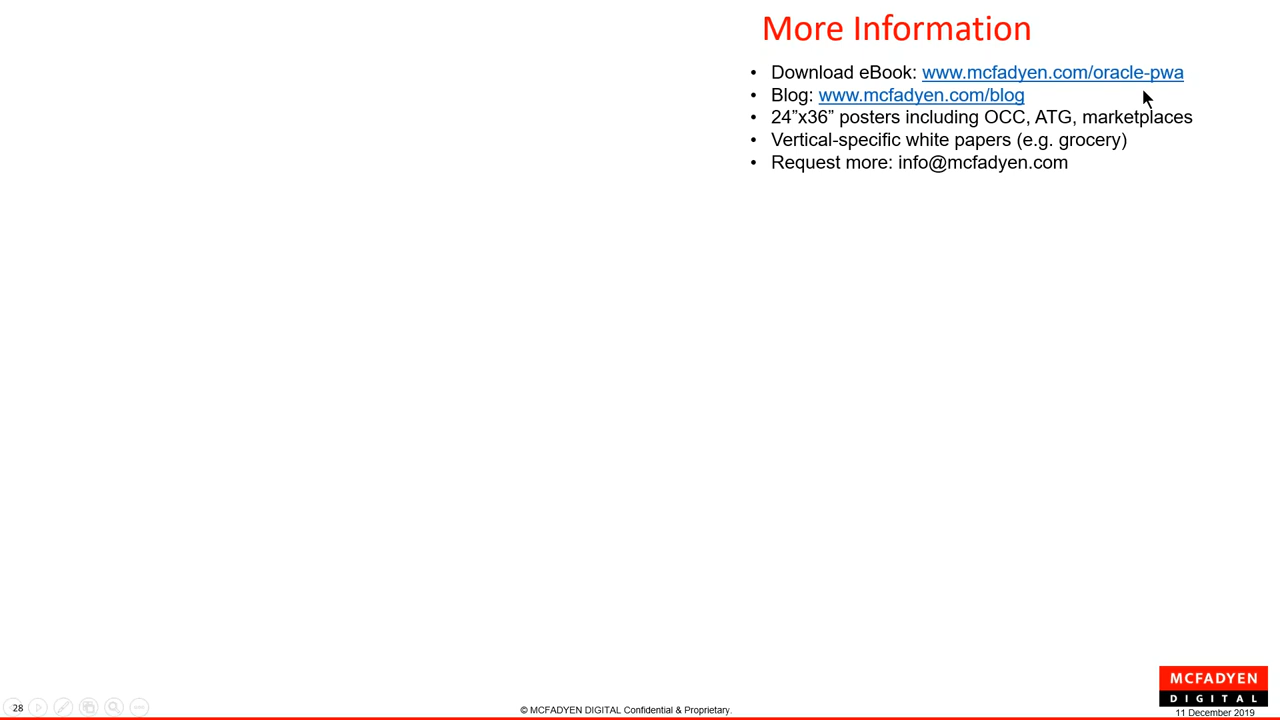 More Information
• Download eBook: www.mcfadyen.com/oracle-pwa
• Blog: www.mcfadyen.com/blog
• 24”x36” posters including OCC, ATG, marketplaces
• Vertical-specific white papers (e.g. grocery)
• Request more: info@mcfadyen.com
MCFADYEN
DIGITAL
28
© MCFADYEN DIGITAL Confidential & Proprietary.
11 December 2019